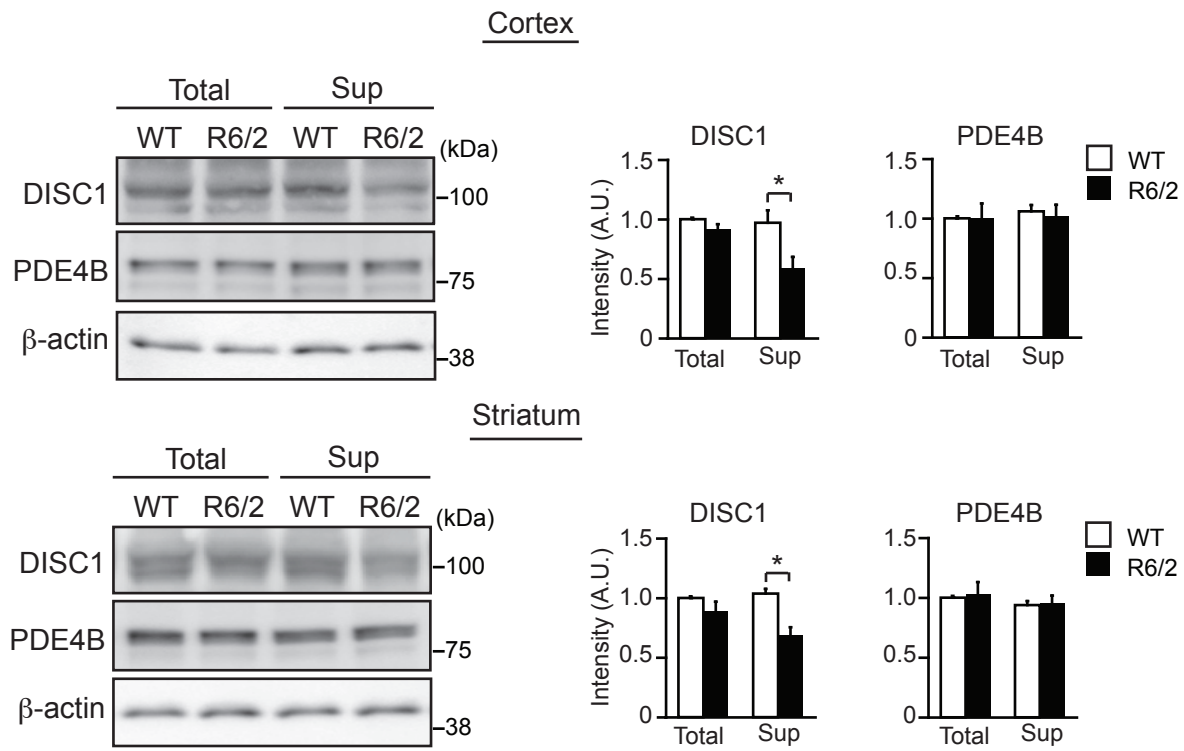 Cortex
Total Sup
WT R6/2 WT R6/2 (kDa)
DISC1 –100
PDE4B –75
β-actin –38
DISC1
Intensity (A.U.)
1.5
1.0
0.5
0
*
Total Sup
PDE4B
1.5
1.0
0.5
0
Total Sup
WT
R6/2
Striatum
Total Sup
WT R6/2 WT R6/2 (kDa)
DISC1 –100
PDE4B –75
β-actin –38
DISC1
Intensity (A.U.)
1.5
1.0
0.5
0
*
Total Sup
PDE4B
1.5
1.0
0.5
0
Total Sup
WT
R6/2